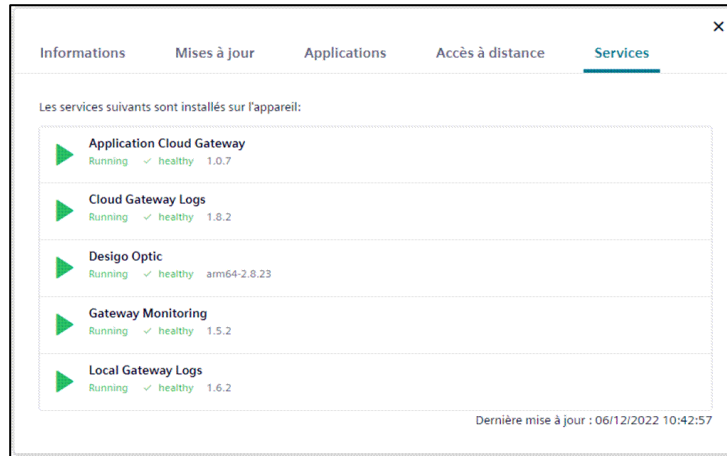 Informations Mises à jour Applications Accès à distance Services
Les services suivants sont installés sur l'appareil:
Application Cloud Gateway
Running ✓ healthy 1.0.7
Cloud Gateway Logs
Running ✓ healthy 1.8.2
Desigo Optic
Running ✓ healthy arm64-2.8.23
Gateway Monitoring
Running ✓ healthy 1.5.2
Local Gateway Logs
Running ✓ healthy 1.6.2
Dernière mise à jour : 06/12/2022 10:42:57